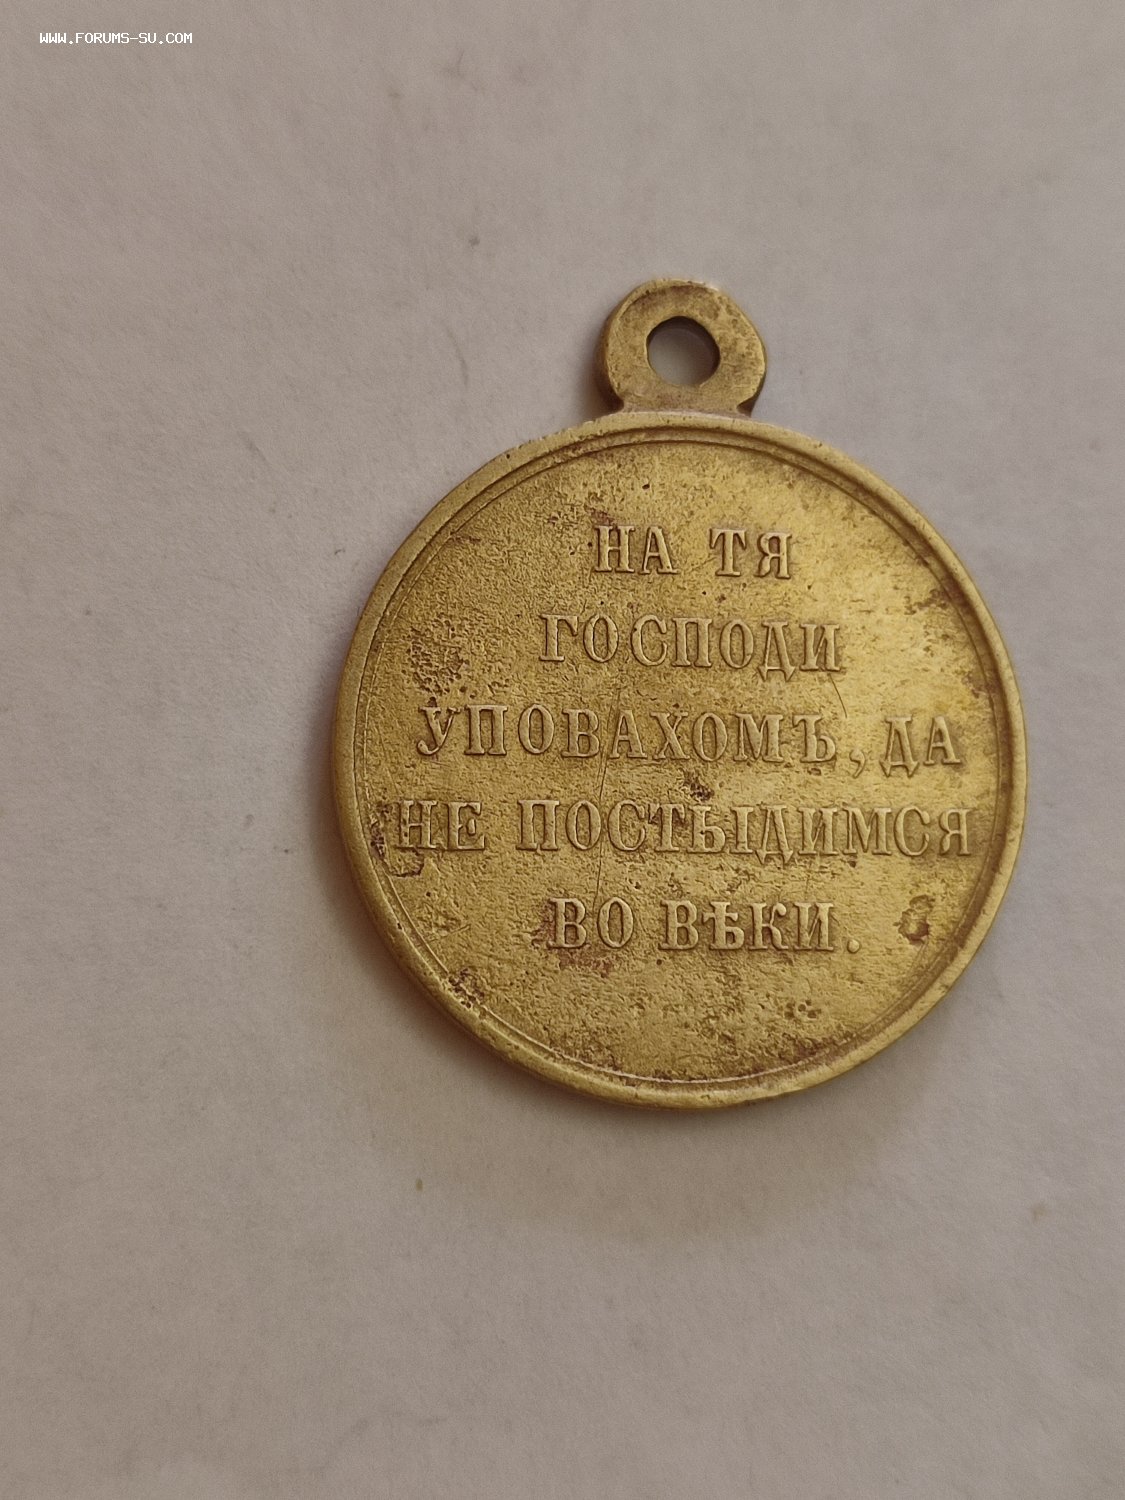 WWW.FORUMS-SU.COM
НА ТЯ
ГОСПОДИ
УПОВАХОМЪ, ДА
НЕ ПОСТЫДИМСЯ
ВО ВѢКИ.